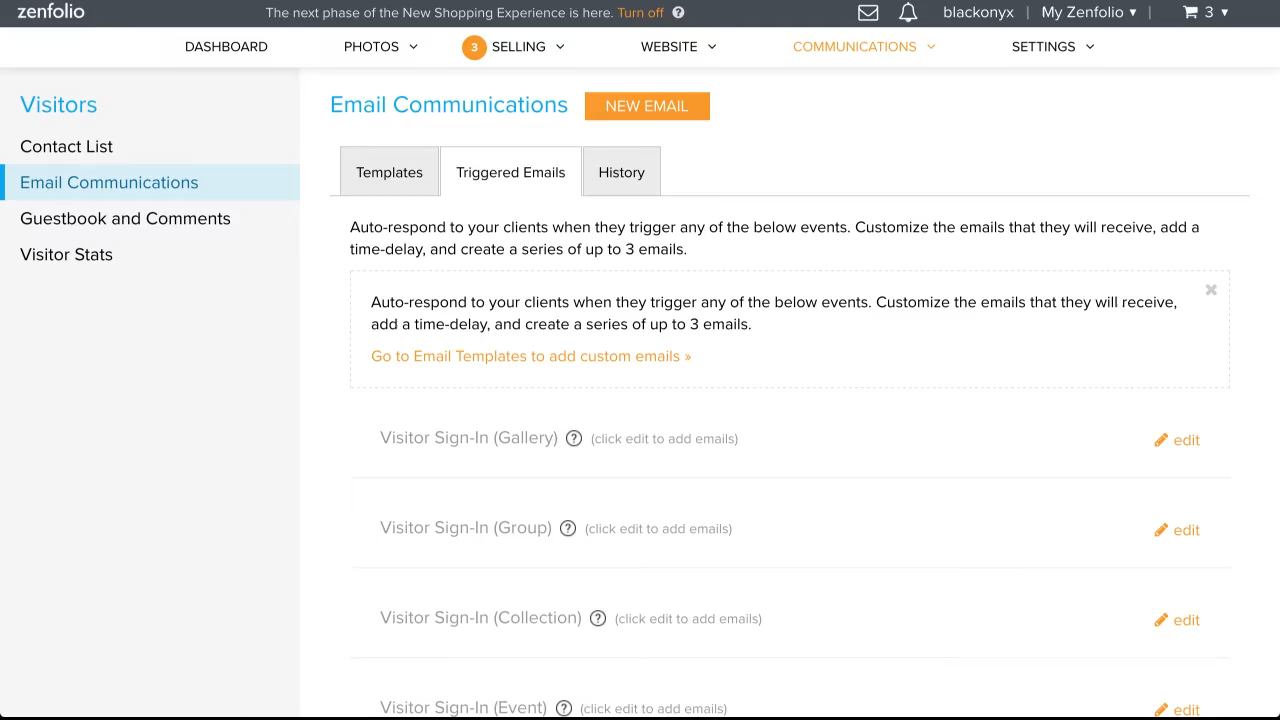 zenfolio
The next phase of the New Shopping Experience is here. Turn off ?
blackonyx | My Zenfolio ▾ | 3 ▾
DASHBOARD PHOTOS 3 SELLING WEBSITE COMMUNICATIONS SETTINGS
Visitors
Contact List
Email Communications
Guestbook and Comments
Visitor Stats
Email Communications NEW EMAIL
Templates Triggered Emails History
Auto-respond to your clients when they trigger any of the below events. Customize the emails that they will receive, add a
time-delay, and create a series of up to 3 emails.
Auto-respond to your clients when they trigger any of the below events. Customize the emails that they will receive,
add a time-delay, and create a series of up to 3 emails.
Go to Email Templates to add custom emails »
Visitor Sign-In (Gallery) ? (click edit to add emails) edit
Visitor Sign-In (Group) ? (click edit to add emails) edit
Visitor Sign-In (Collection) ? (click edit to add emails) edit
Visitor Sign-In (Event) ? (click edit to add emails) edit